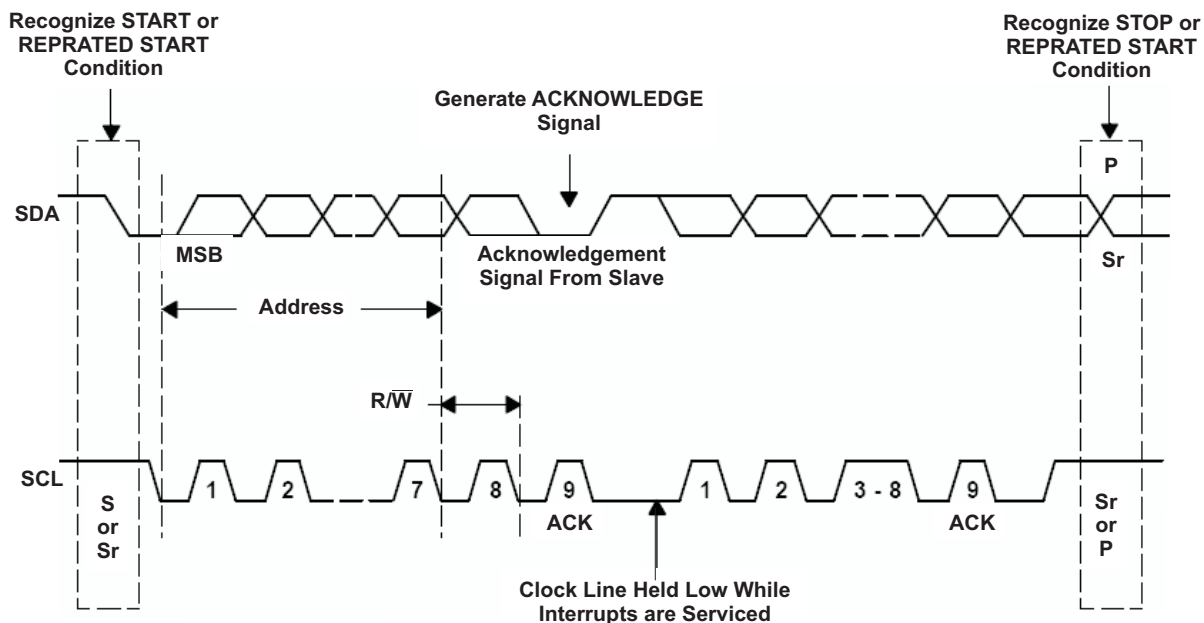 Recognize START or
REPRATED START
Condition
Recognize STOP or
REPRATED START
Condition
Generate ACKNOWLEDGE
Signal
P
SDA
MSB
Acknowledgement
Signal From Slave
Sr
Address
R/W̅
SCL
1
2
7
8
9
1
2
3 - 8
9
ACK
ACK
S
or
Sr
Sr
or
P
Clock Line Held Low While
Interrupts are Serviced